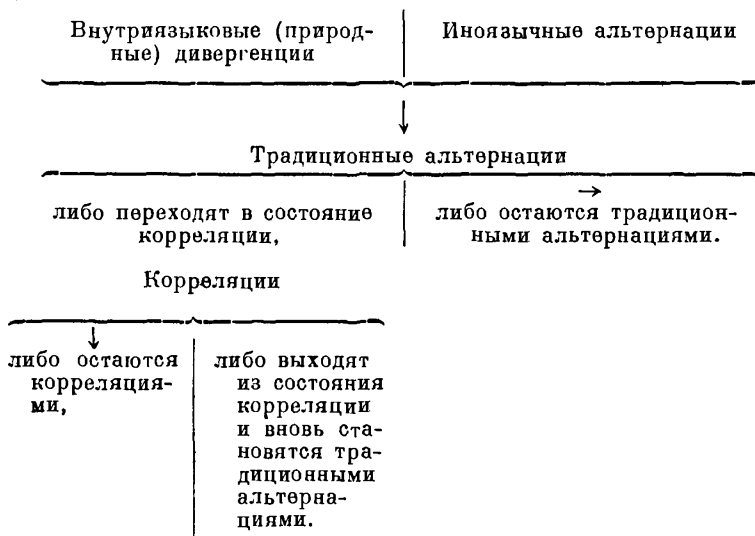 Внутриязыковые (природ-
ные) дивергенции
Иноязычные альтернации
Традиционные альтернации
либо переходят в состояние
корреляции,
либо остаются традицион-
ными альтернациями.
Корреляции
либо остаются
корреляция-
ми,
либо выходят
из состояния
корреляции
и вновь ста-
новятся тра-
диционными
альтерна-
циями.